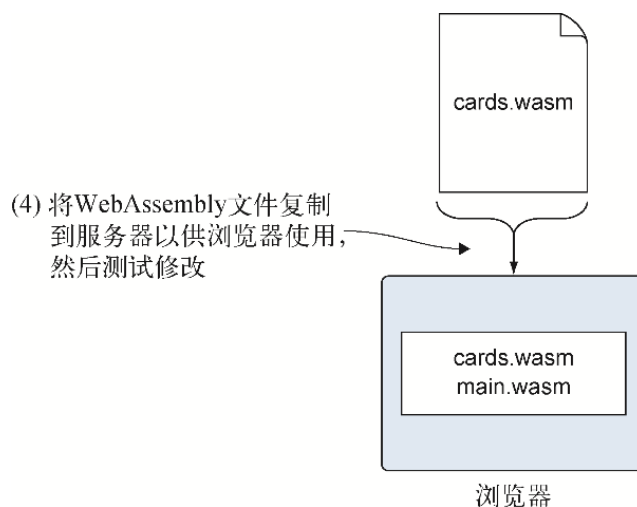 cards.wasm
(4) 将WebAssembly文件复制
到服务器以供浏览器使用，
然后测试修改
cards.wasm
main.wasm
浏览器